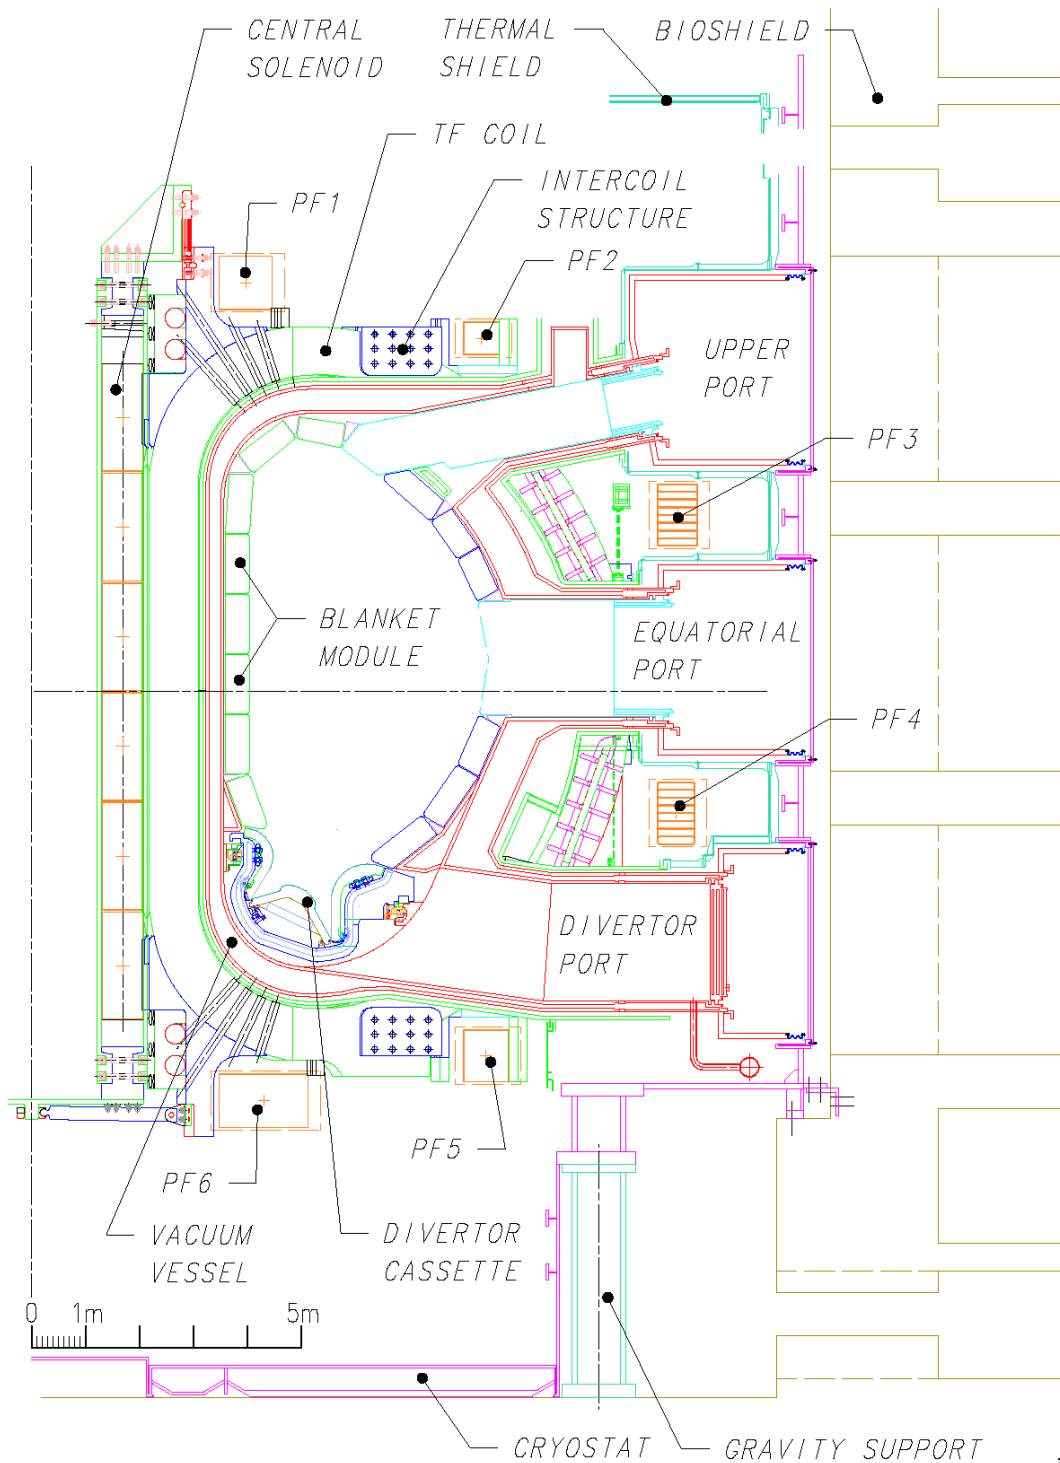 CENTRAL
SOLENOID
THERMAL
SHIELD
BIOSHIELD
TF COIL
INTERCOIL
STRUCTURE
PF1
PF2
UPPER
PORT
PF3
BLANKET
MODULE
EQUATORIAL
PORT
PF4
DIVERTOR
PORT
PF5
PF6
VACUUM
VESSEL
DIVERTOR
CASSETTE
0 1m 5m
CRYOSTAT
GRAVITY SUPPORT